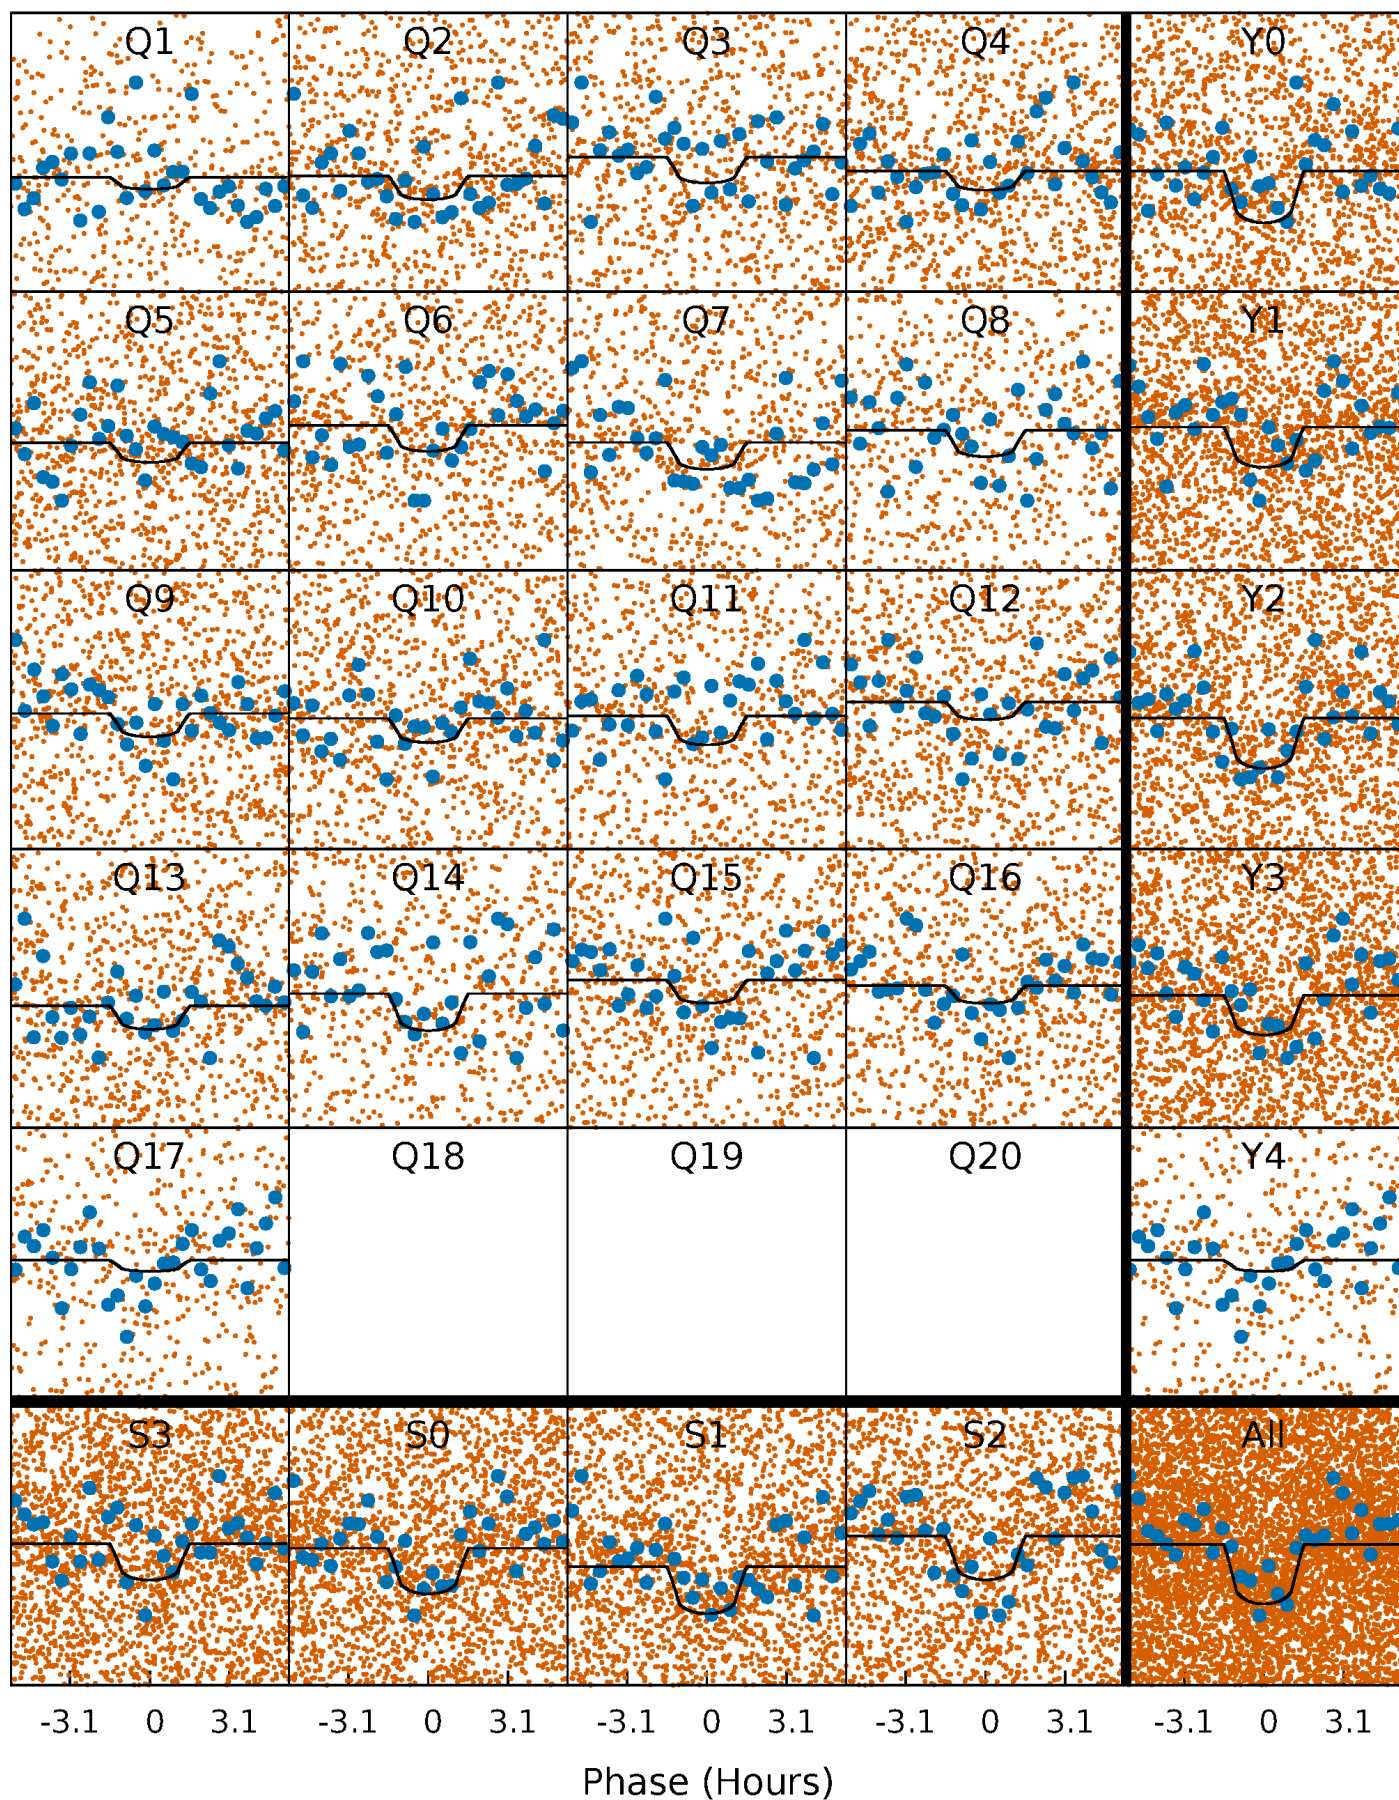 Q1 Q2 Q3 Q4 Y0
Q5 Q6 Q7 Q8 Y1
Q9 Q10 Q11 Q12 Y2
Q13 Q14 Q15 Q16 Y3
Q17 Q18 Q19 Q20 Y4
S3 S0 S1 S2 All
-3.1 0 3.1 -3.1 0 3.1 -3.1 0 3.1 -3.1 0 3.1 -3.1 0 3.1
Phase (Hours)